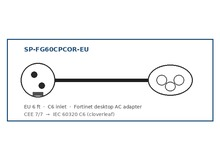 SP-FG60CPCOR-EU
EU 6 ft · C6 inlet · Fortinet desktop AC adapter
CEE 7/7 → IEC 60320 C6 (cloverleaf)